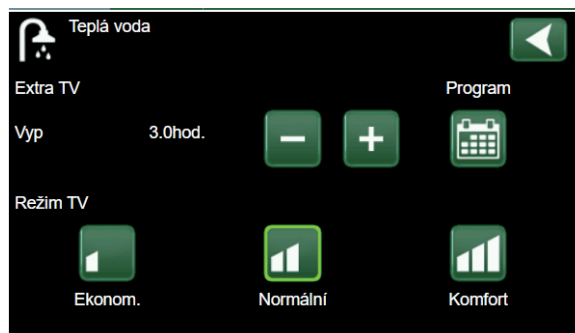 Teplá voda
Extra TV Program
Vyp 3.0hod.
Režim TV
Ekonom. Normální Komfort